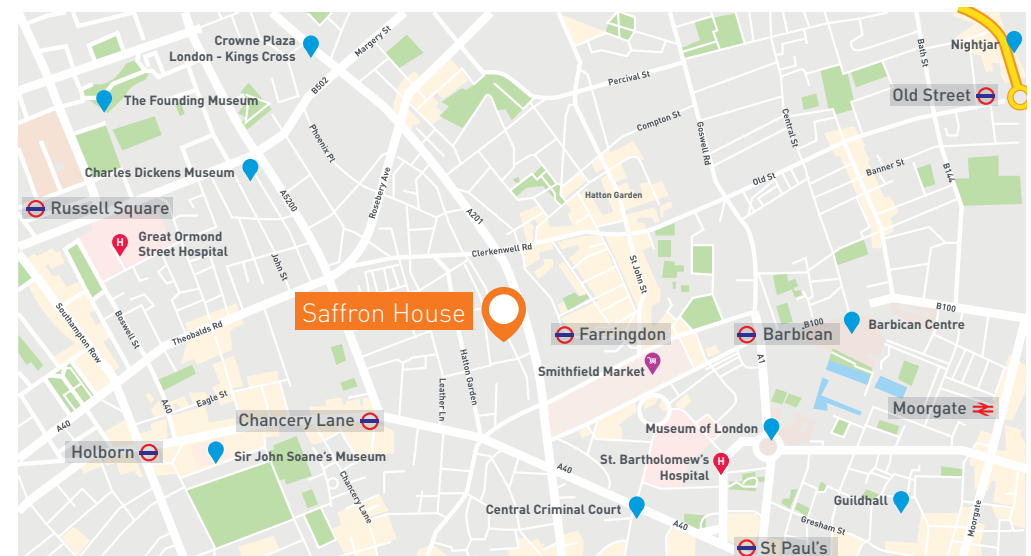 Crowne Plaza
London - Kings Cross
Margery St
Nightjar
Bath St
Percival St
B502
The Founding Museum
Old Street
Compton St
Goswell Rd
Central St
Phoenix Pl
Charles Dickens Museum
Banner St
B144
Old St
Rosebery Ave
A5200
Hatton Garden
Russell Square
A201
Great Ormond
Street Hospital
Clerkenwell Rd
St John St
John St
Saffron House
Southampton Row
Boswell St
Theobalds Rd
B100
B100
Farringdon
Barbican
Barbican Centre
Hatton Garden
A1
Smithfield Market
Leather Ln
Eagle St
A40
A40
Chancery Lane
Moorgate
Museum of London
Holborn
Sir John Soane's Museum
St. Bartholomew's
Hospital
A40
Chancery Lane
Central Criminal Court
Guildhall
A40
Gresham St
Moorgate
St Paul's
H
H